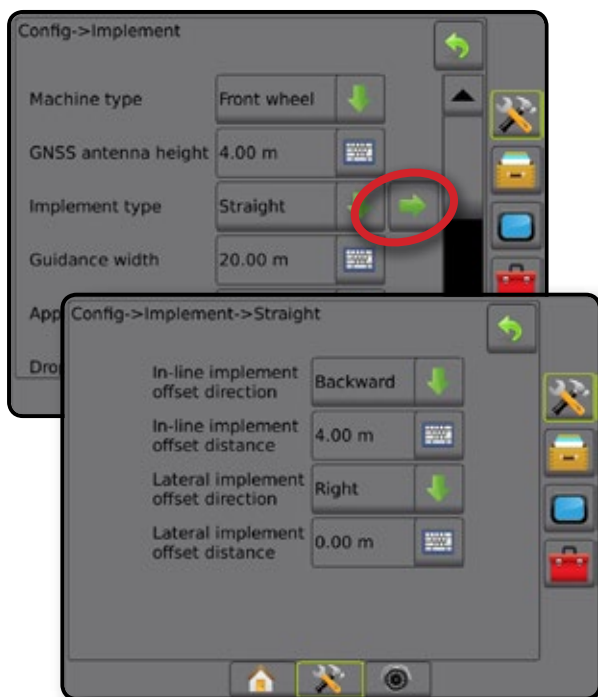 Config->Implement
Machine type Front wheel
GNSS antenna height 4.00 m
Implement type Straight
Guidance width 20.00 m
App
Dro
Config->Implement->Straight
In-line implement
offset direction
Backward
In-line implement
offset distance
4.00 m
Lateral implement
offset direction
Right
Lateral implement
offset distance
0.00 m